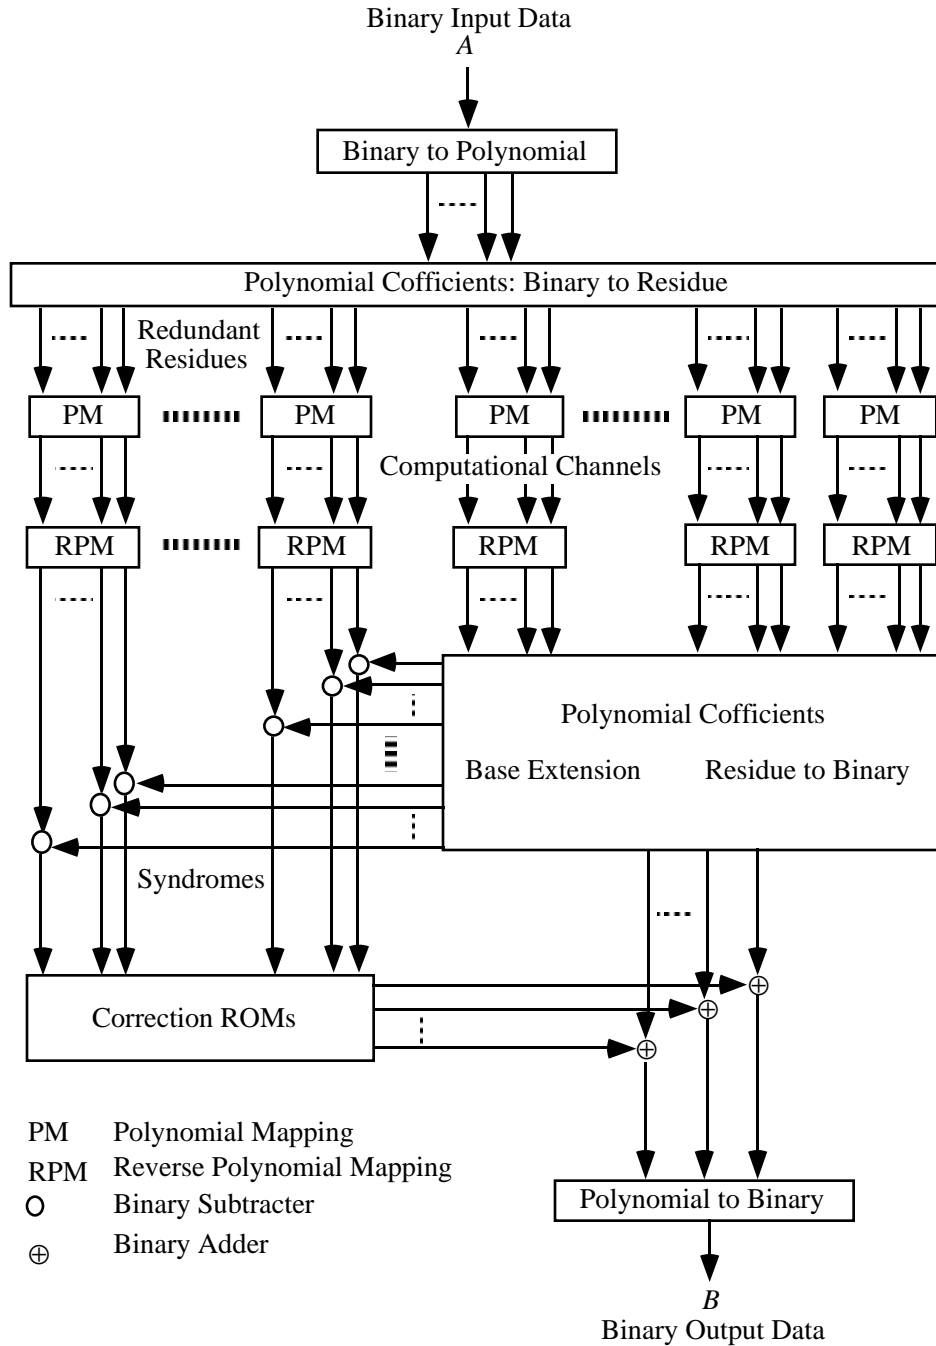 Binary Input Data
A
Binary to Polynomial
Polynomial Cofficients: Binary to Residue
Redundant
Residues
PM PM PM PM PM
Computational Channels
RPM RPM RPM RPM RPM
Polynomial Cofficients
Base Extension Residue to Binary
Syndromes
Correction ROMs
PM Polynomial Mapping
RPM Reverse Polynomial Mapping
Binary Subtracter
Binary Adder
Polynomial to Binary
B
Binary Output Data